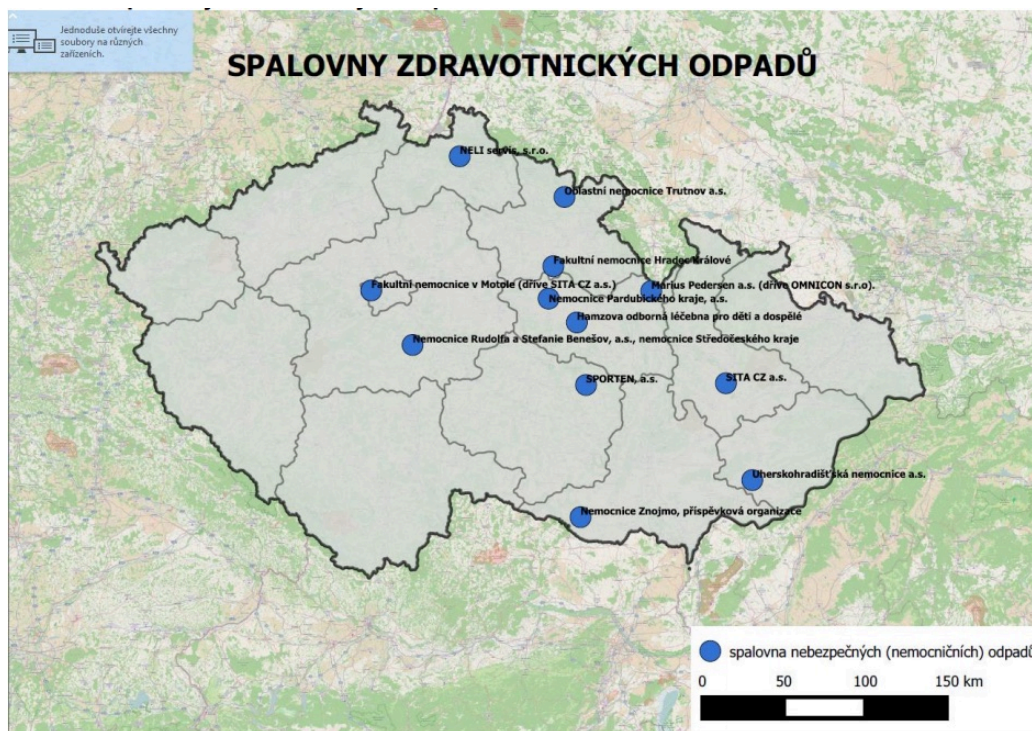 Jednoduše otvírejte všechny
soubory na různých
zařízeních.
SPALOVNY ZDRAVOTNICKÝCH ODPADŮ
NELI servis, s.r.o.
Oblastní nemocnice Trutnov a.s.
Fakultní nemocnice Hradec Králové
Fakultní nemocnice v Motole (dříve SITA CZ a.s.)
Marius Pedersen a.s. (dříve OMNICON s.r.o).
Nemocnice Pardubického kraje, a.s.
Hamzova odborná léčebna pro děti a dospělé
Nemocnice Rudolfa a Stefanie Benešov, a.s., nemocnice Středočeského kraje
SPORTEN, a.s.
SITA CZ a.s.
Uherskohradišťská nemocnice a.s.
Nemocnice Znojmo, příspěvková organizace
spalovna nebezpečných (nemocničních) odpadů
0 50 100 150 km